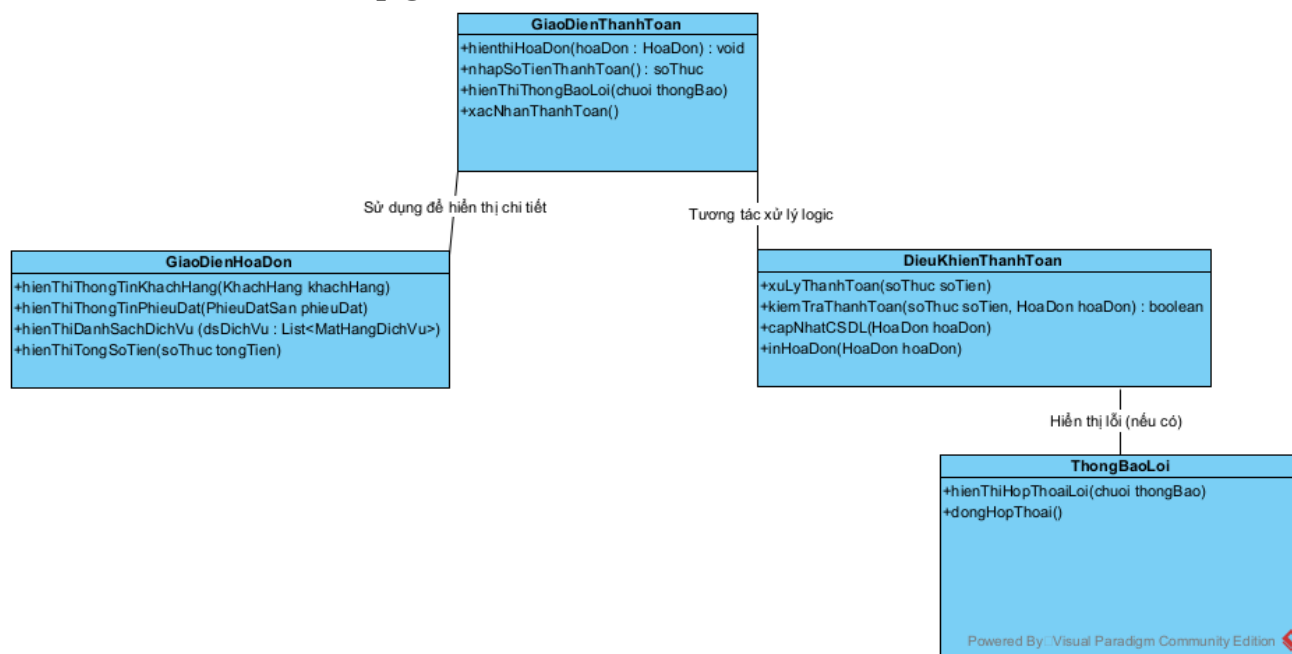 GiaoDienThanhToan
+hienthiHoaDon(hoaDon : HoaDon) : void
+nhapSoTienThanhToan() : soThuc
+hienThiThongBaoLoi(chuoi thongBao)
+xacNhanThanhToan()
Sử dụng để hiển thị chi tiết
Tương tác xử lý logic
GiaoDienHoaDon
+hienThiThongTinKhachHang(KhachHang khachHang)
+hienThiThongTinPhieuDat(PhieuDatSan phieuDat)
+hienThiDanhSachDichVu (dsDichVu : List<MatHangDichVu>)
+hienThiTongSoTien(soThuc tongTien)
DieuKhienThanhToan
+xuLyThanhToan(soThuc soTien)
+kiemTraThanhToan(soThuc soTien, HoaDon hoaDon) : boolean
+capNhatCSDL(HoaDon hoaDon)
+inHoaDon(HoaDon hoaDon)
Hiển thị lỗi (nếu có)
ThongBaoLoi
+hienThiHopThoaiLoi(chuoi thongBao)
+dongHopThoai()
Powered By Visual Paradigm Community Edition